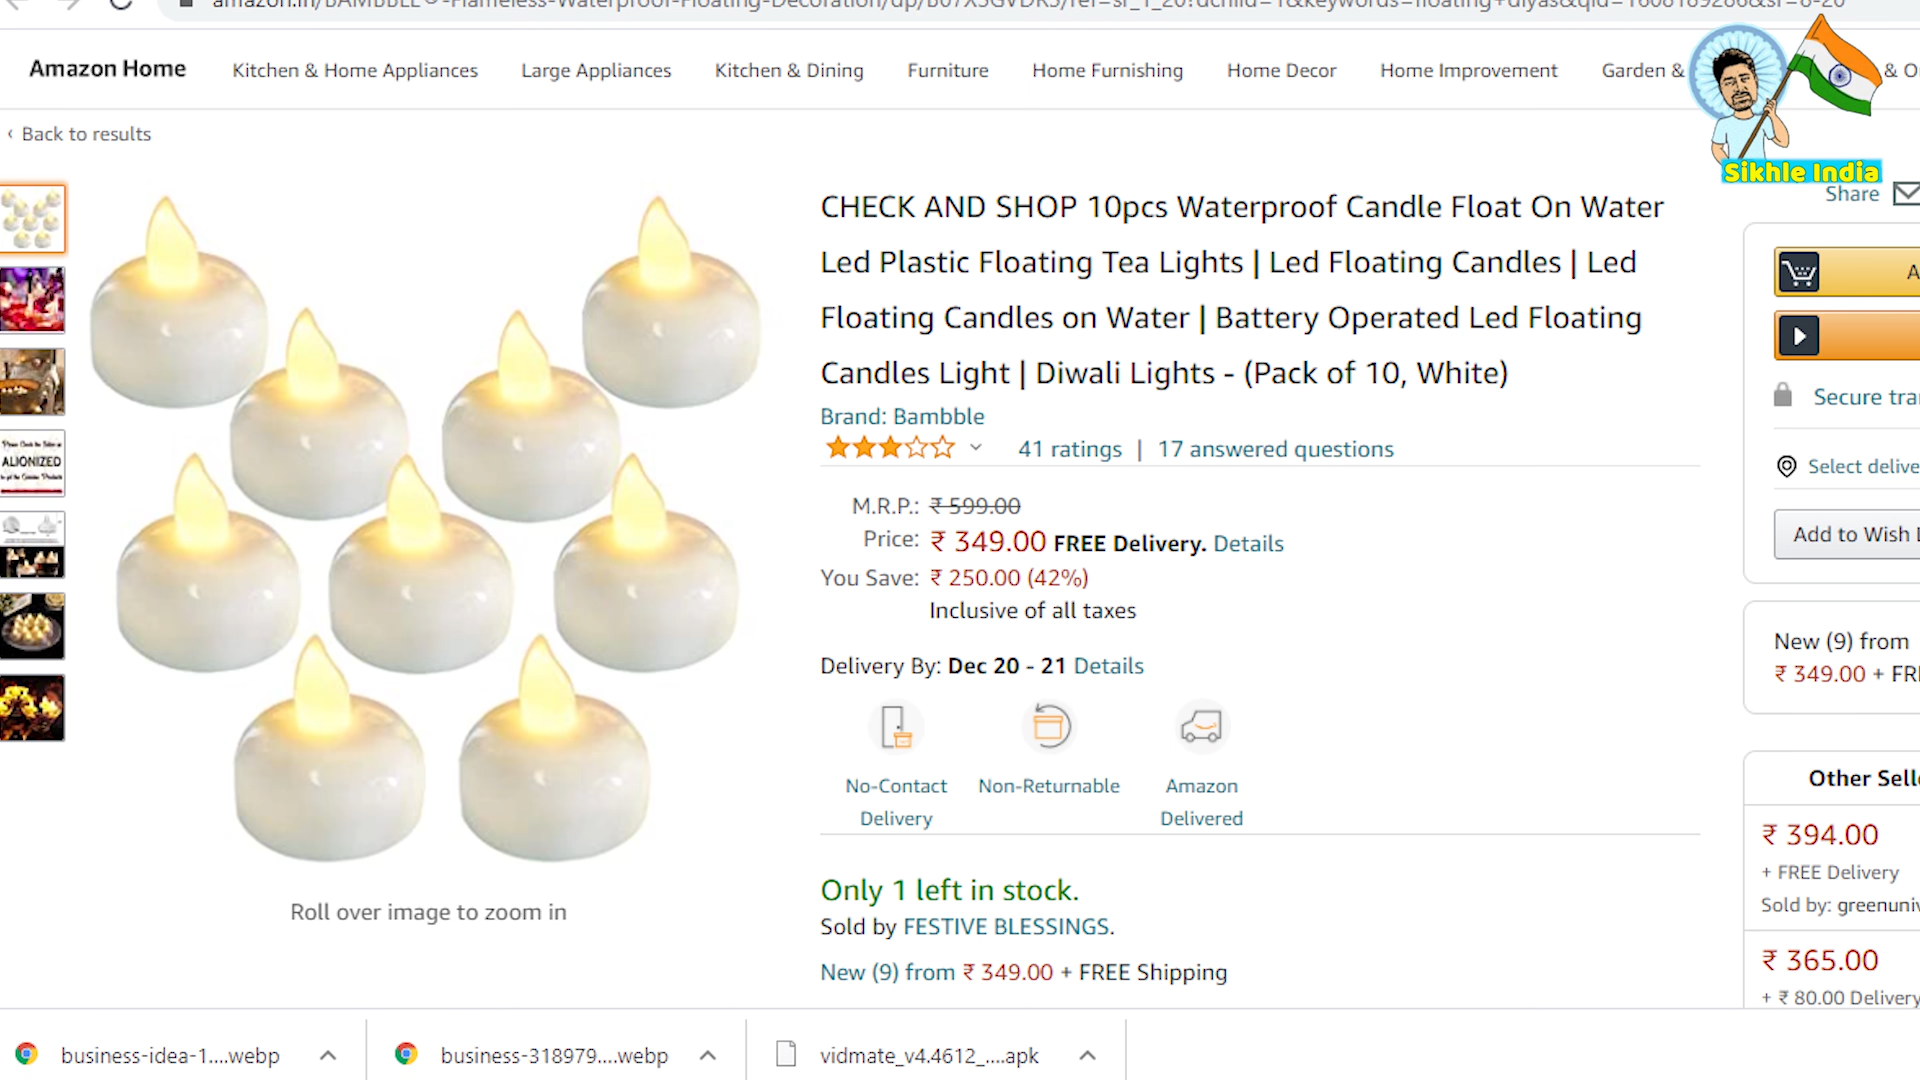 Amazon Home
Kitchen & Home Appliances
Large Appliances
Kitchen & Dining
Furniture
Home Furnishing
Home Decor
Home Improvement
Garden &
& O
Sikhle India
‹ Back to results
Share
CHECK AND SHOP 10pcs Waterproof Candle Float On Water
Led Plastic Floating Tea Lights | Led Floating Candles | Led
Floating Candles on Water | Battery Operated Led Floating
Candles Light | Diwali Lights - (Pack of 10, White)
Brand: Bambble
41 ratings | 17 answered questions
M.R.P.: ₹ 599.00
Price: ₹ 349.00 FREE Delivery. Details
You Save: ₹ 250.00 (42%)
Inclusive of all taxes
Delivery By: Dec 20 - 21 Details
No-Contact
Delivery
Non-Returnable
Amazon
Delivered
Only 1 left in stock.
Sold by FESTIVE BLESSINGS.
New (9) from ₹ 349.00 + FREE Shipping
ALIONIZED
Roll over image to zoom in
A
Secure tra
Select delive
Add to Wish
New (9) from
₹ 349.00 + FR
Other Sell
₹ 394.00
+ FREE Delivery
Sold by: greenuniv
₹ 365.00
+ ₹ 80.00 Delivery
business-idea-1....webp
business-318979....webp
vidmate_v4.4612_....apk